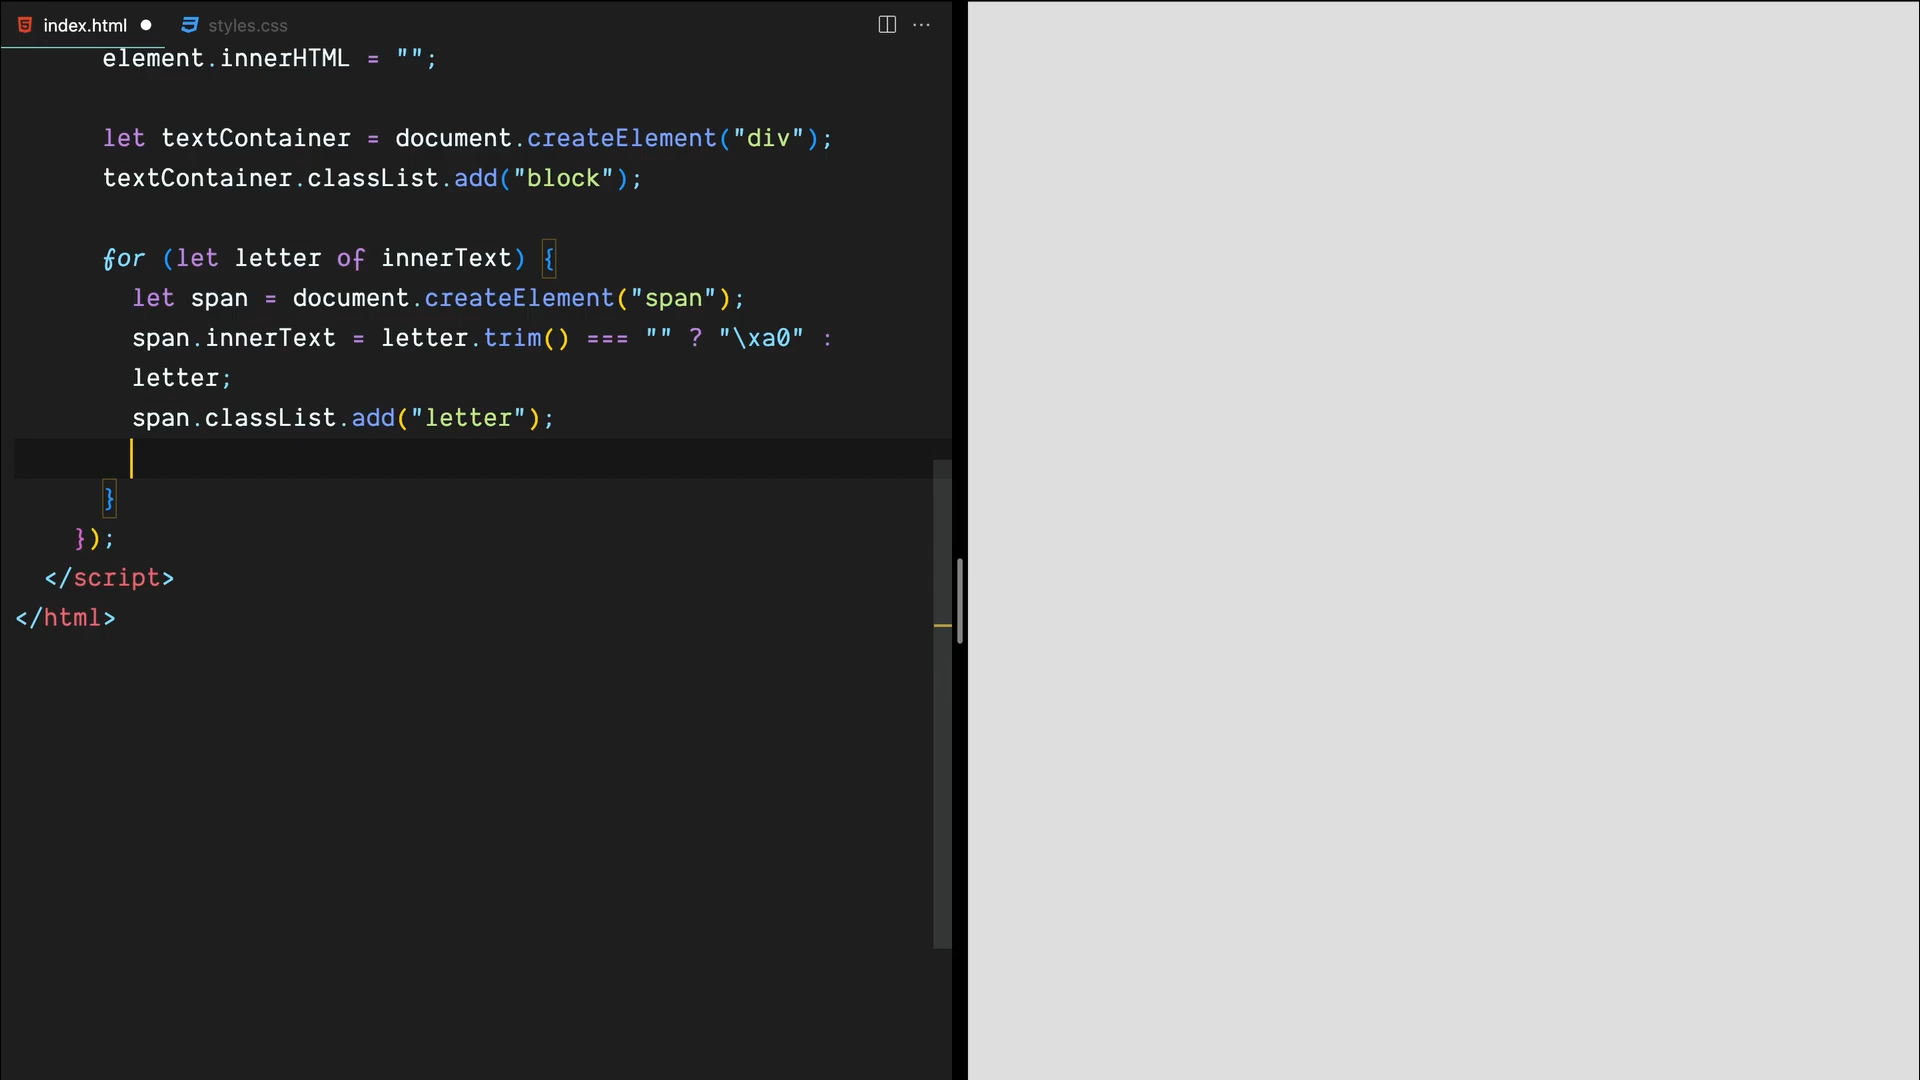 index.html
styles.css
element.innerHTML = "";
let textContainer = document.createElement("div");
textContainer.classList.add("block");
for (let letter of innerText) {
let span = document.createElement("span");
span.innerText = letter.trim() === "" ? "\xa0" :
letter;
span.classList.add("letter");
}
});
</script>
</html>